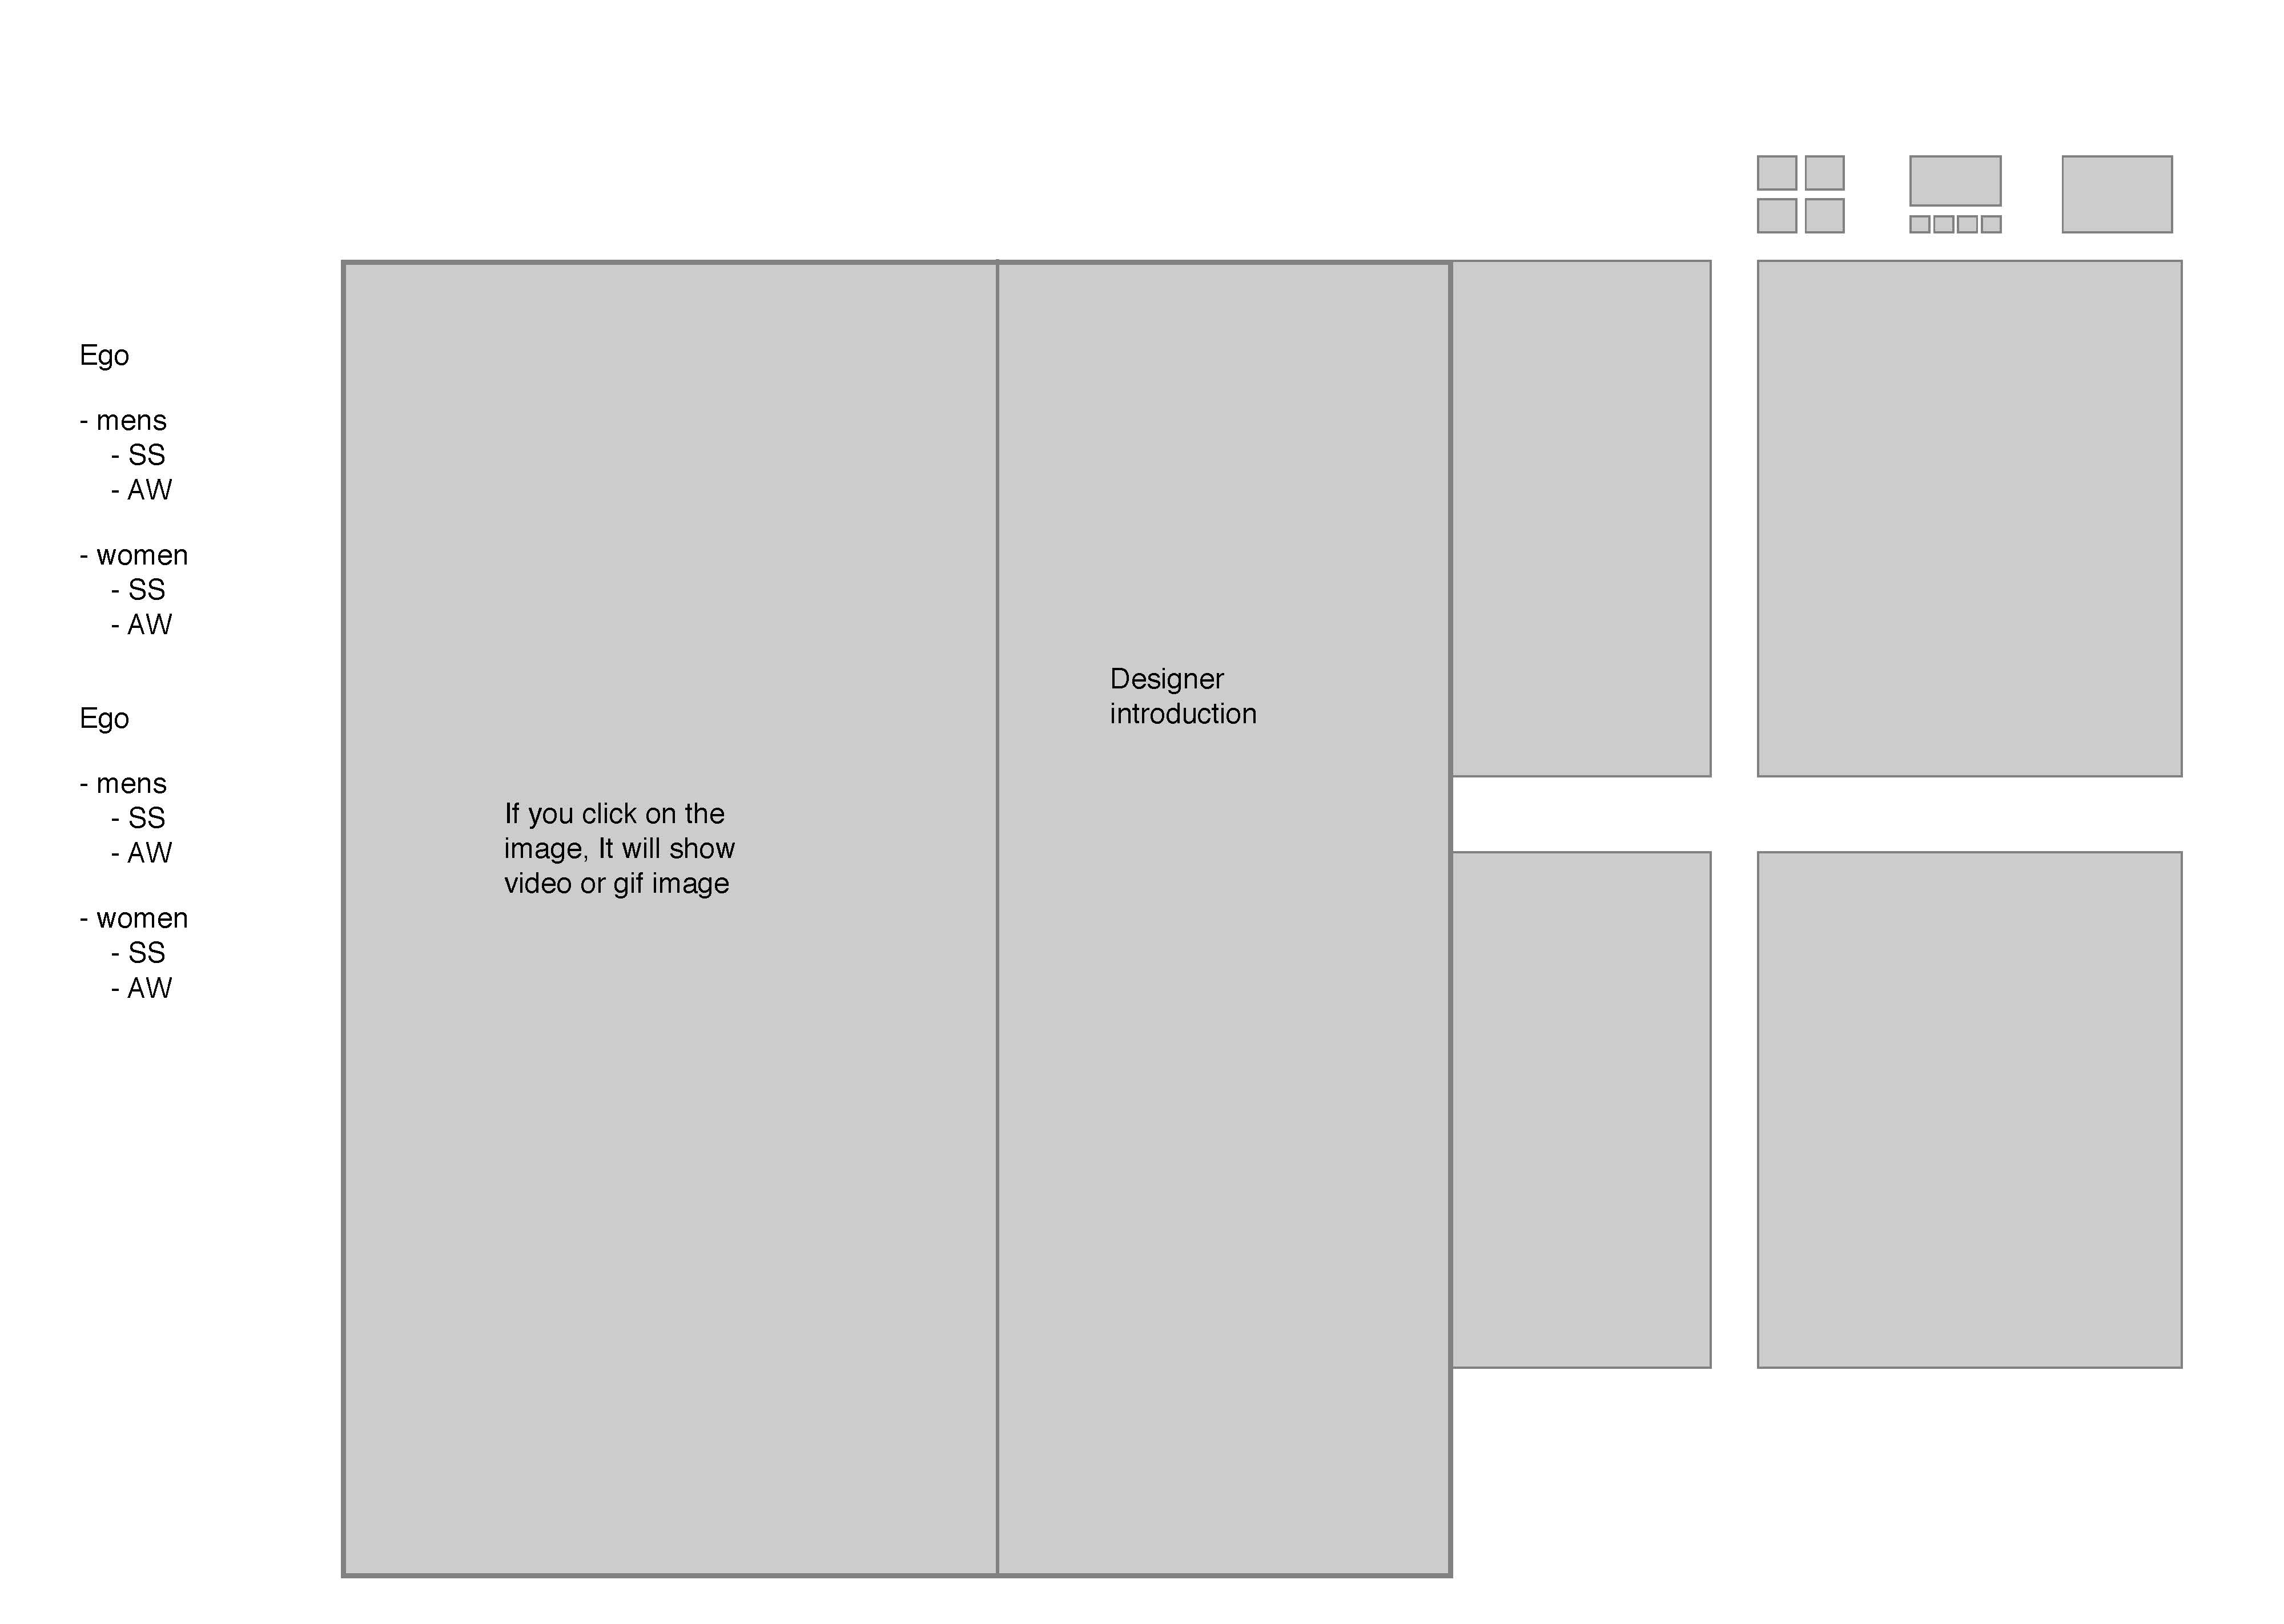 Ego
- mens
- SS
- AW
- women
- SS
- AW
Ego
- mens
- SS
- AW
- women
- SS
- AW
If you click on the
image, It will show
video or gif image
Designer
introduction